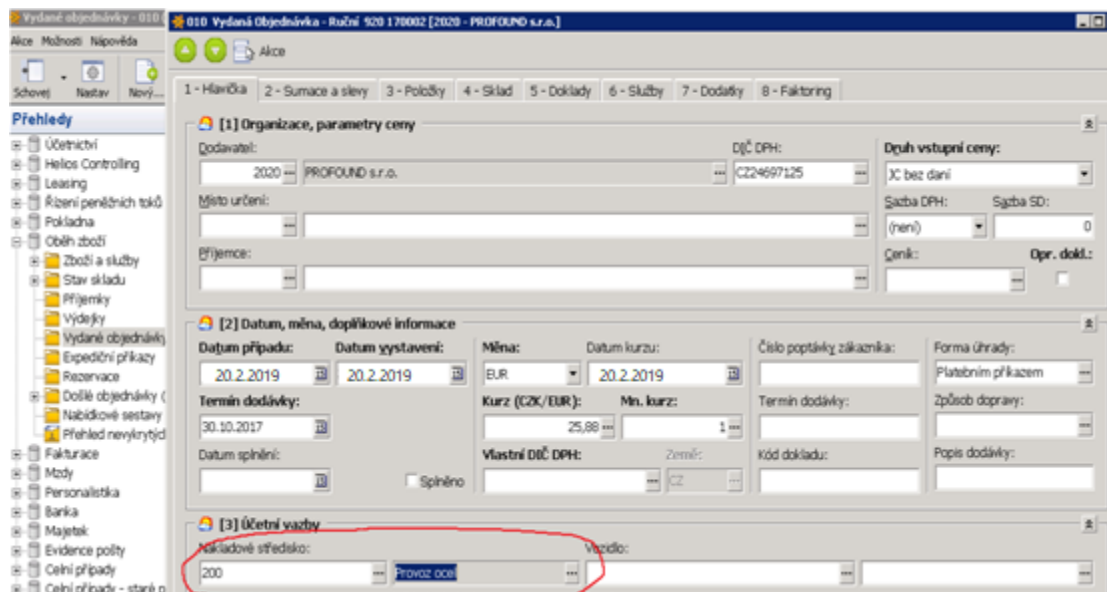 Vydané objednávky - 010
010 Vydaná Objednávka - Ruční 920 170002 [2020 - PROFOUND s.r.o.]
Akce Možnosti Nápověda
Akce
Schovej Nastav Nový...
1 - Hlavička 2 - Sumace a slevy 3 - Položky 4 - Sklad 5 - Doklady 6 - Služby 7 - Dodatky 8 - Faktoring
Přehledy
Účetnictví
Helios Controlling
Leasing
Řízení peněžních toků
Pokladna
Oběh zboží
Zboží a služby
Stav skladu
Příjemky
Výdejky
Vydané objednávky
Expediční příkazy
Rezervace
Došlé objednávky (
Nabídkové sestavy
Přehled nevykrytých
Fakturace
Mzdy
Personalistika
Banka
Majetek
Evidence pošty
Celní případy
Celní případy - staré p
[1] Organizace, parametry ceny
Dodavatel: DIČ DPH: Druh vstupní ceny:
2020 PROFOUND s.r.o. CZ24697125 JC bez daní
Místo určení: Sazba DPH: Sazba SD:
(není) 0
Příjemce: Ceník: Opr. dokl.:
[2] Datum, měna, doplňkové informace
Datum případu: Datum vystavení: Měna: Datum kurzu: Číslo poptávky zákazníka: Forma úhrady:
20.2.2019 20.2.2019 EUR 20.2.2019 Platebním příkazem
Termín dodávky: Kurz (CZK/EUR): Mn. kurz: Termín dodávky: Způsob dopravy:
30.10.2017 25,88 1
Datum splnění: Vlastní DIČ DPH: Země: Kód dokladu: Popis dodávky:
Splněno CZ
[3] Účetní vazby
Nákladové středisko: Vozidlo:
200 Provoz ocel